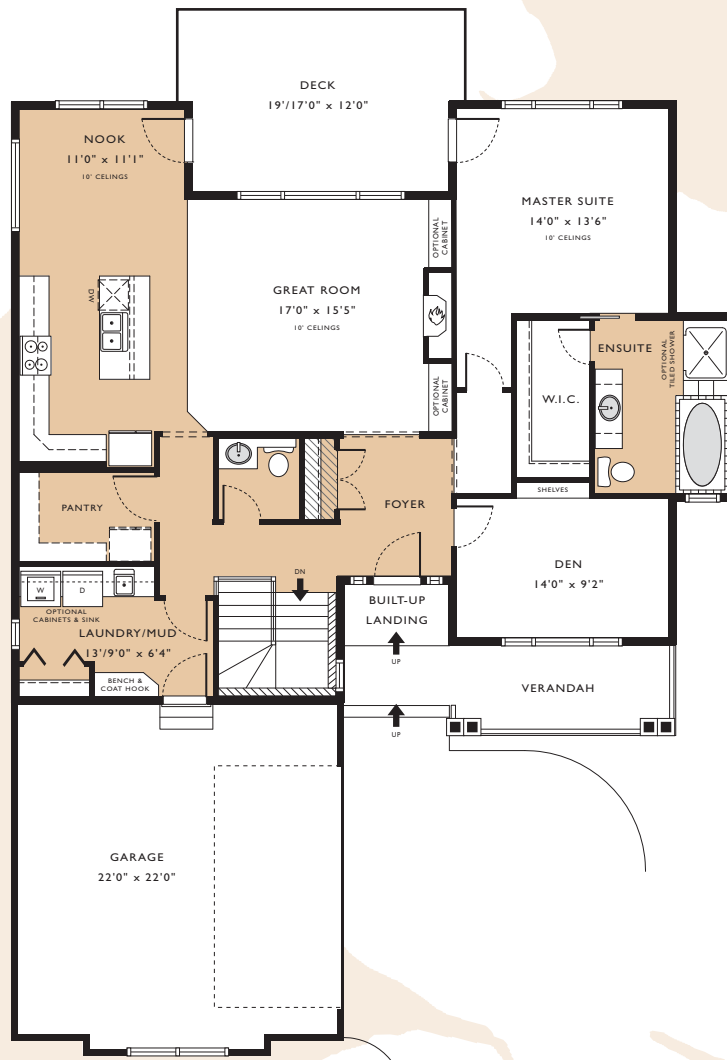 DECK
19'/17'0" x 12'0"
NOOK
11'0" x 11'1"
10' CELINGS
MASTER SUITE
14'0" x 13'6"
10' CELINGS
OPTIONAL
CABINET
GREAT ROOM
17'0" x 15'5"
10' CELINGS
DW
ENSUITE
OPTIONAL
TILED SHOWER
W.I.C.
OPTIONAL
CABINET
SHELVES
PANTRY
FOYER
DEN
14'0" x 9'2"
DN
W
D
OPTIONAL
CABINETS & SINK
LAUNDRY/MUD
13'/9'0" x 6'4"
BENCH &
COAT HOOK
BUILT-UP
LANDING
UP
VERANDAH
UP
GARAGE
22'0" x 22'0"